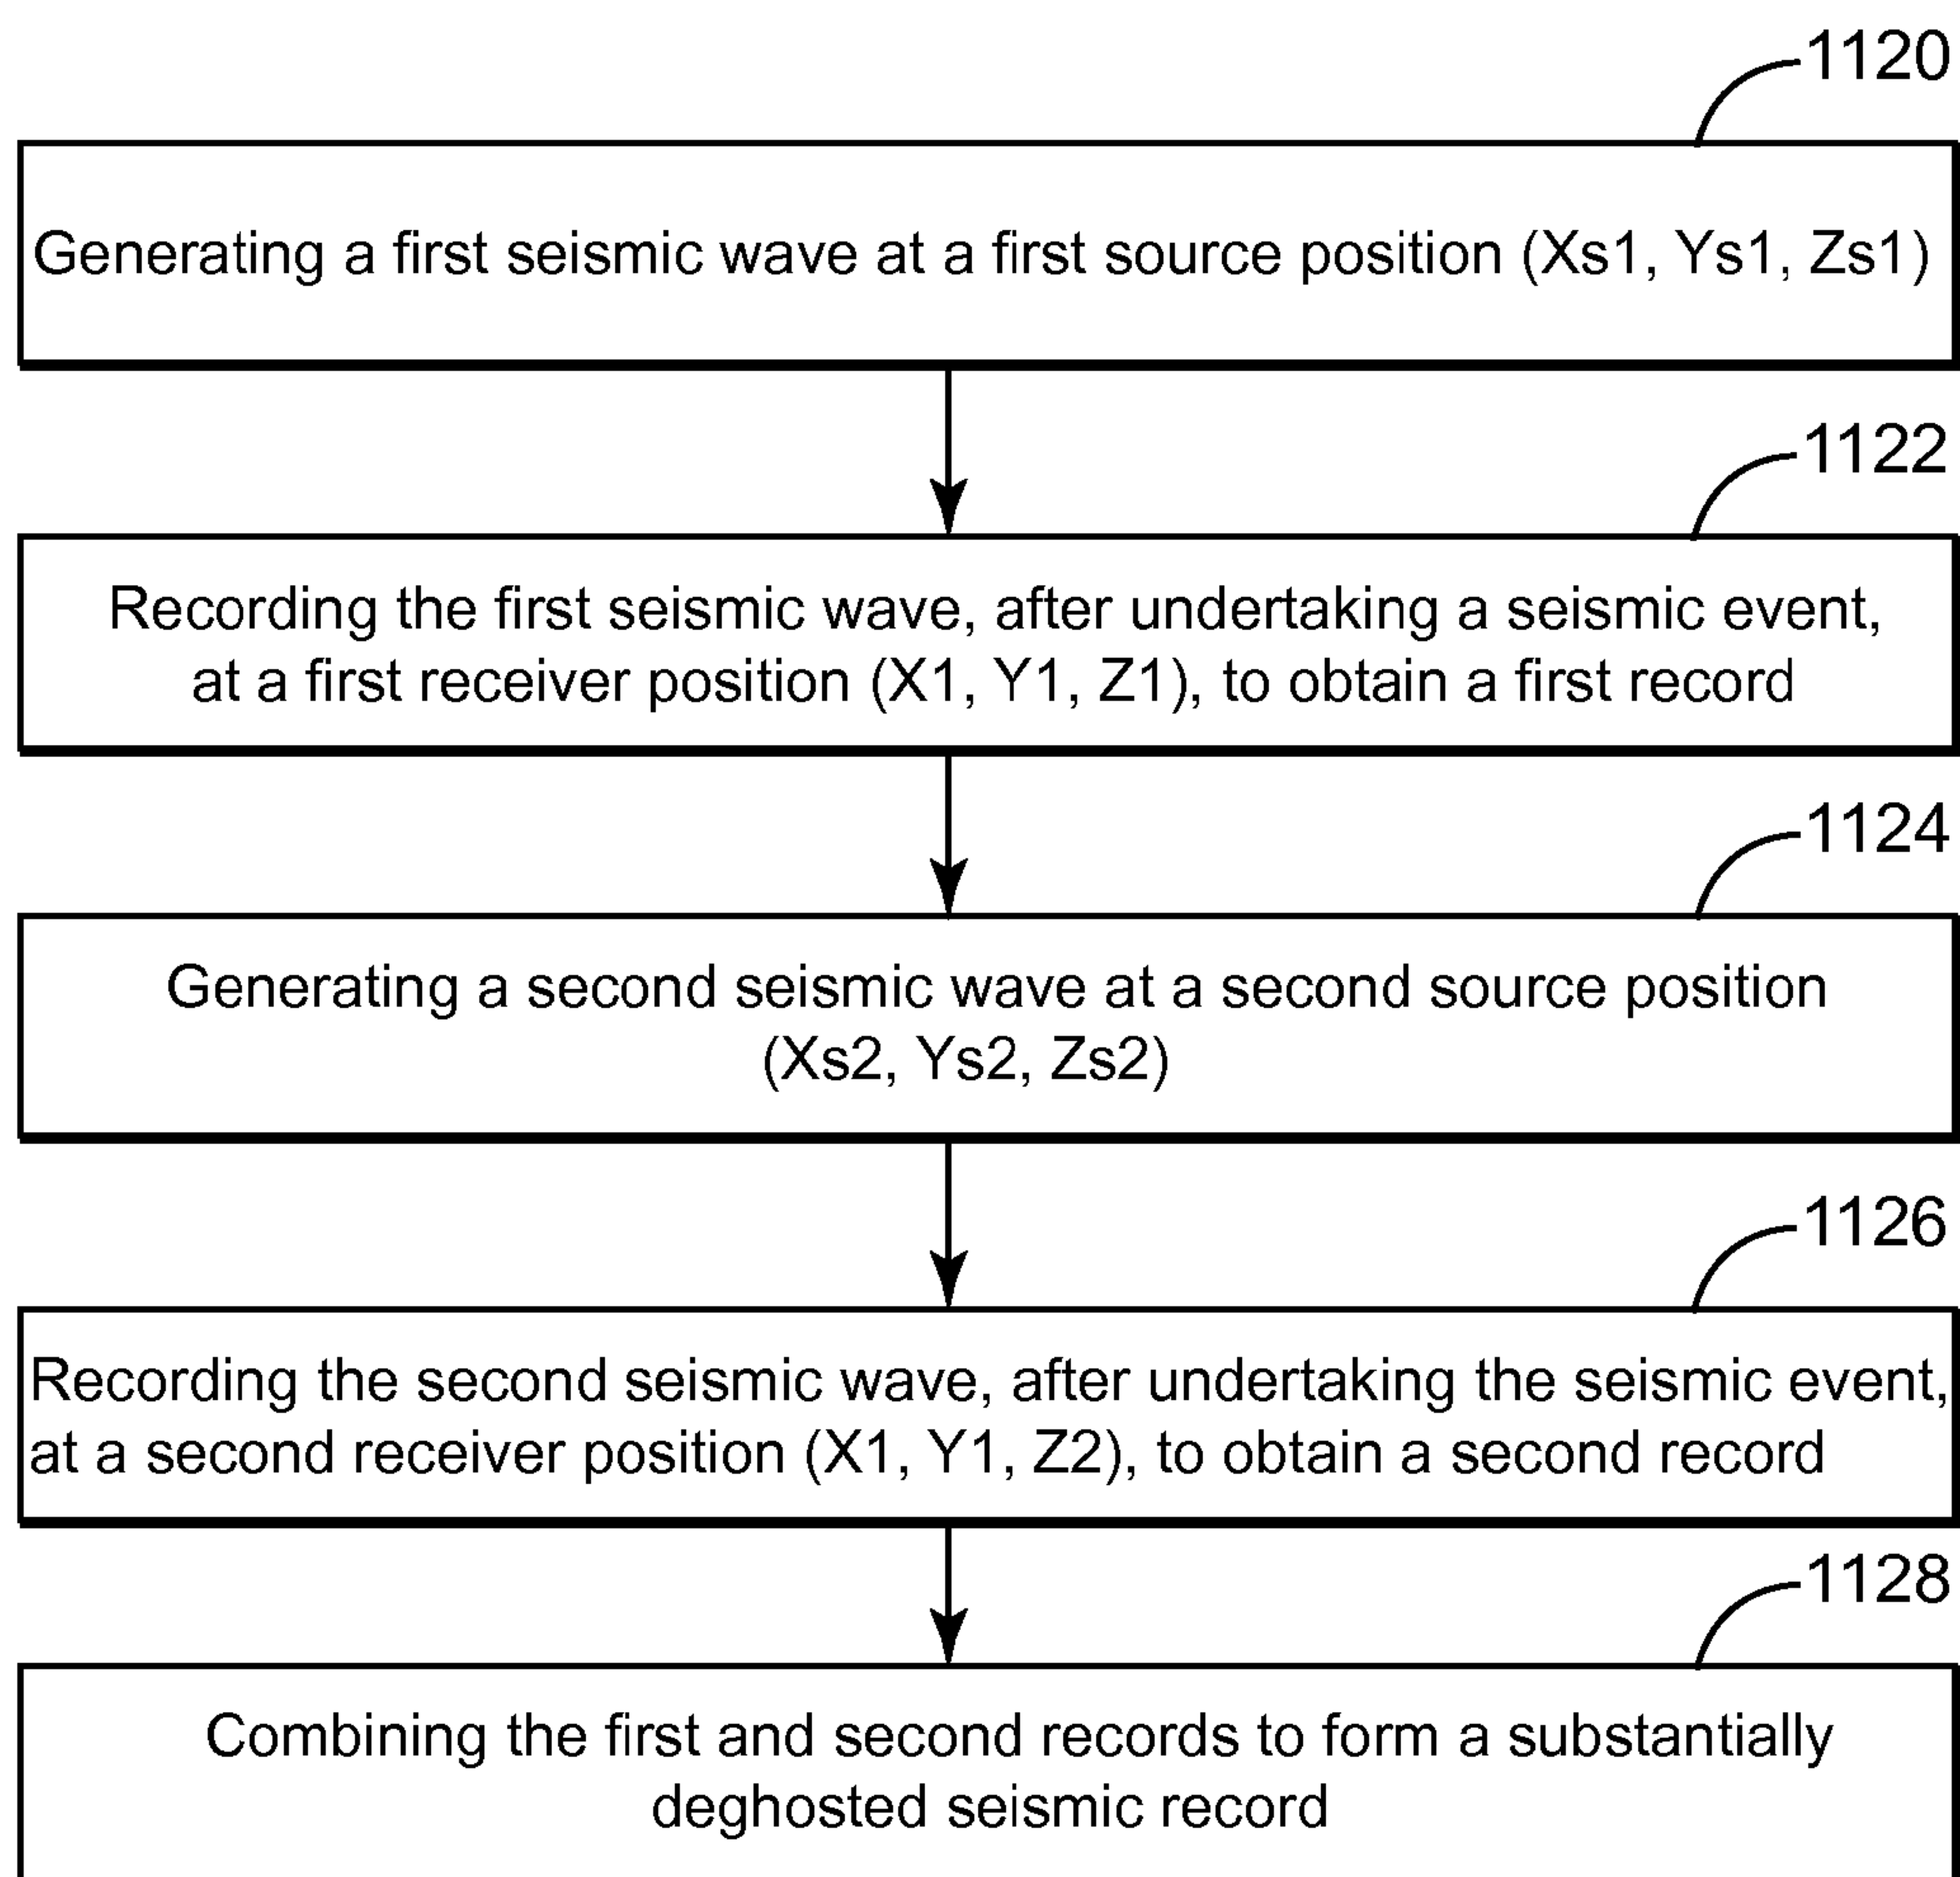 1120
Generating a first seismic wave at a first source position (Xs1, Ys1, Zs1)
1122
Recording the first seismic wave, after undertaking a seismic event,
at a first receiver position (X1, Y1, Z1), to obtain a first record
1124
Generating a second seismic wave at a second source position
(Xs2, Ys2, Zs2)
1126
Recording the second seismic wave, after undertaking the seismic event,
at a second receiver position (X1, Y1, Z2), to obtain a second record
1128
Combining the first and second records to form a substantially
deghosted seismic record